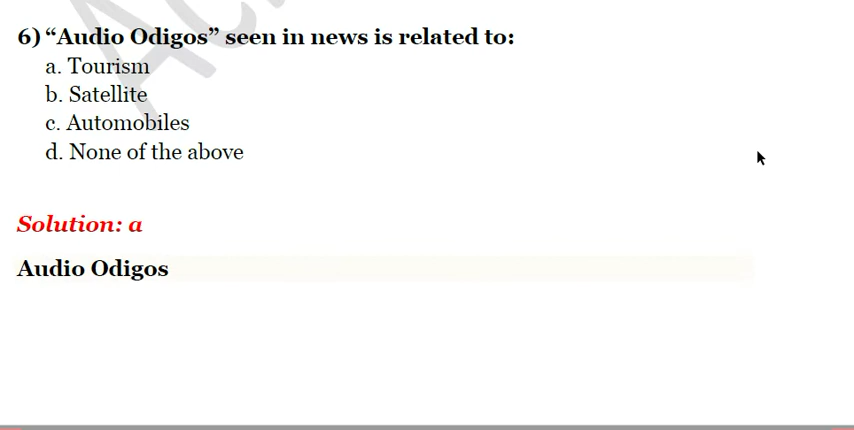 6) “Audio Odigos” seen in news is related to:
a. Tourism
b. Satellite
c. Automobiles
d. None of the above
Solution: a
Audio Odigos